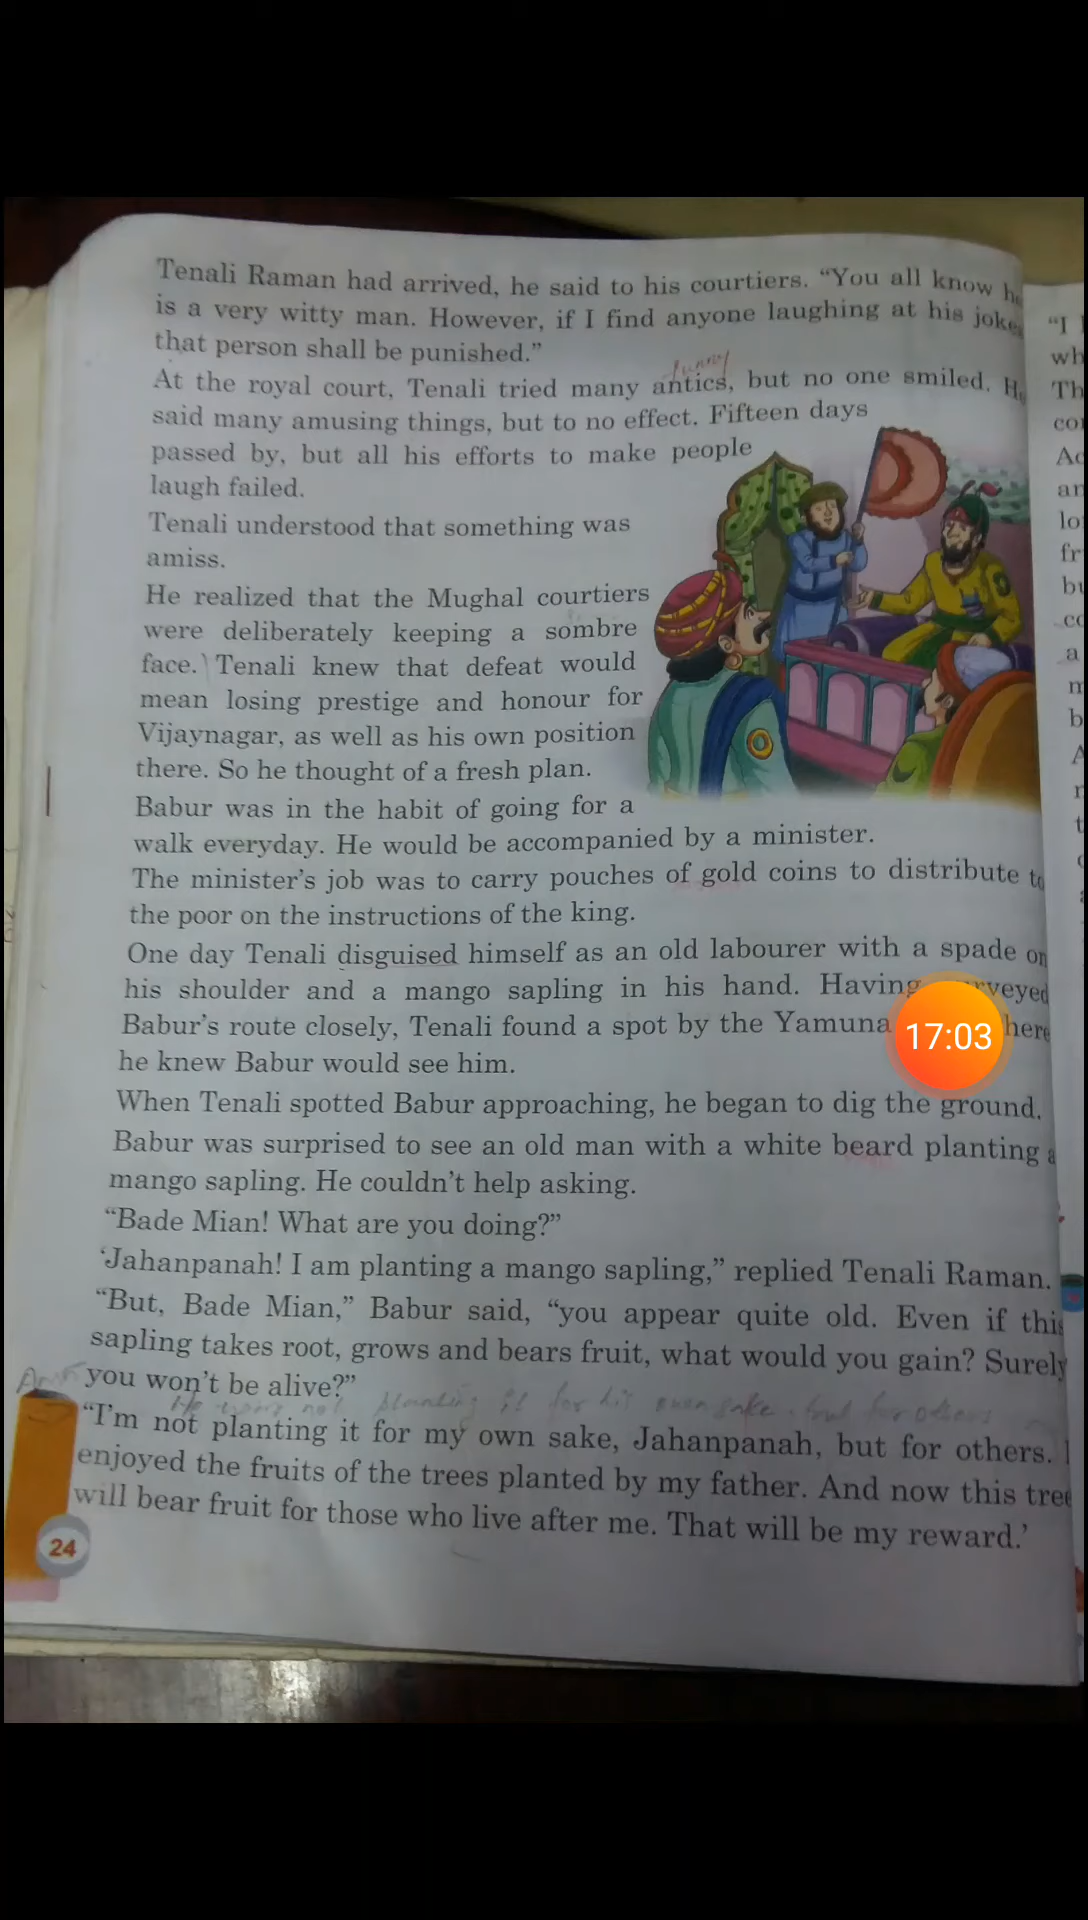 Tenali Raman had arrived, he said to his courtiers. “You all know
is a very witty man. However, if I find anyone laughing at his
that person shall be punished.”
funny
At the royal court, Tenali tried many antics, but no one smiled.
said many amusing things, but to no effect. Fifteen days
passed by, but all his efforts to make people
laugh failed.
Tenali understood that something was
amiss.
He realized that the Mughal courtiers
were deliberately keeping a sombre
face. Tenali knew that defeat would
mean losing prestige and honour for
Vijaynagar, as well as his own position
there. So he thought of a fresh plan.
Babur was in the habit of going for a
walk everyday. He would be accompanied by a minister.
The minister’s job was to carry pouches of gold coins to distribute to
the poor on the instructions of the king.
One day Tenali disguised himself as an old labourer with a spade on
his shoulder and a mango sapling in his hand. Having
Babur’s route closely, Tenali found a spot by the Yamuna
17:03
he knew Babur would see him.
When Tenali spotted Babur approaching, he began to dig the ground.
Babur was surprised to see an old man with a white beard planting a
mango sapling. He couldn’t help asking.
“Bade Mian! What are you doing?”
‘Jahanpanah! I am planting a mango sapling,” replied Tenali Raman.
“But, Bade Mian,” Babur said, “you appear quite old. Even if this
sapling takes root, grows and bears fruit, what would you gain? Surely
you won’t be alive?”
not planting it for his own sake. but for others
“I’m not planting it for my own sake, Jahanpanah, but for others. I
enjoyed the fruits of the trees planted by my father. And now this tree
will bear fruit for those who live after me. That will be my reward.’
24